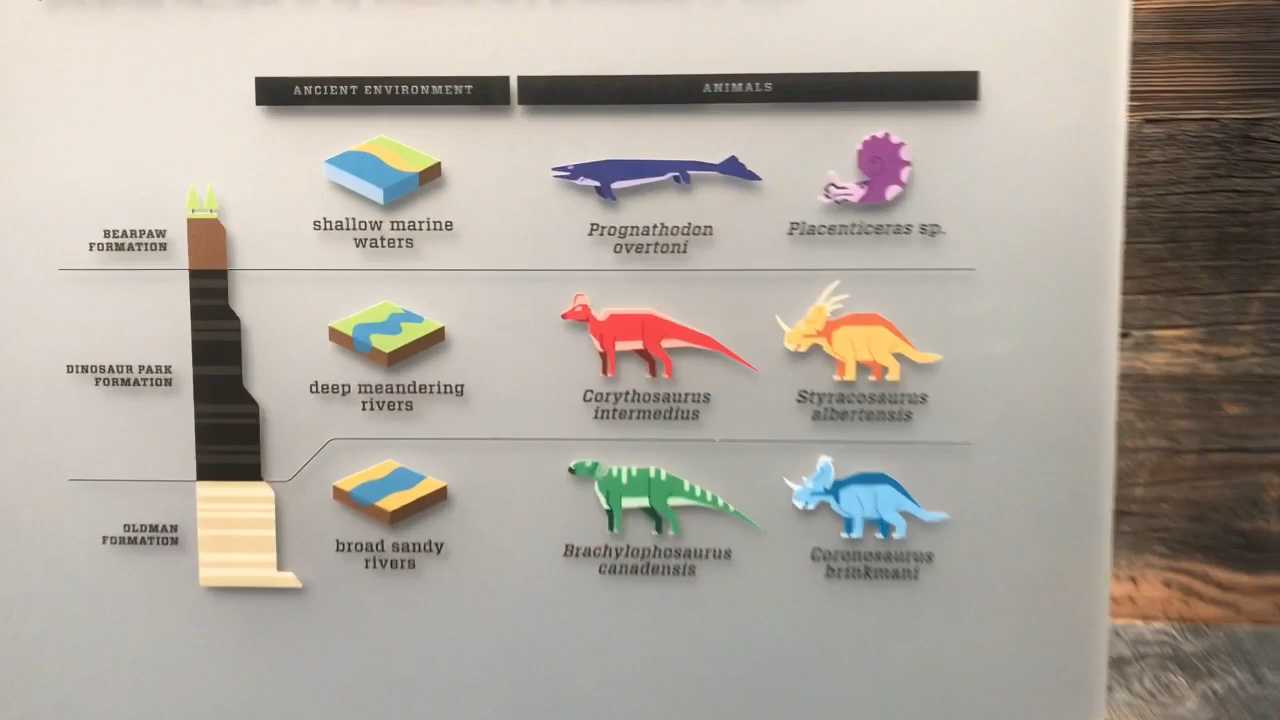 ANCIENT ENVIRONMENT
ANIMALS
BEARPAW
FORMATION
shallow marine
waters
Prognathodon
overtoni
Placenticeras sp.
DINOSAUR PARK
FORMATION
deep meandering
rivers
Corythosaurus
intermedius
Styracosaurus
albertensis
OLDMAN
FORMATION
broad sandy
rivers
Brachylophosaurus
canadensis
Coronosaurus
brinkmani